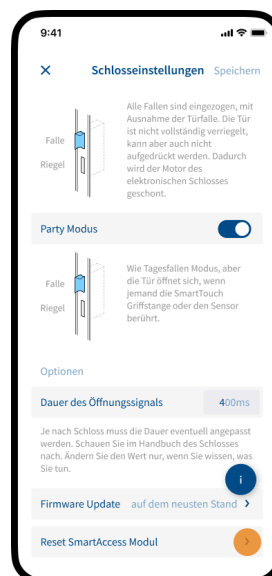 9:41
Schlosseinstellungen Speichern
Alle Fallen sind eingezogen, mit
Ausnahme der Türfalle. Die Tür
ist nicht vollständig verriegelt,
kann aber auch nicht
aufgedrückt werden. Dadurch
wird der Motor des
elektronischen Schlosses
geschont.
Falle
Riegel
Party Modus
Wie Tagesfallen Modus, aber
die Tür öffnet sich, wenn
jemand die SmartTouch
Griffstange oder den Sensor
berührt.
Falle
Riegel
Optionen
Dauer des Öffnungssignals 400ms
Je nach Schloss muss die Dauer eventuell angepasst
werden. Schauen Sie im Handbuch des Schlosses
nach. Ändern Sie den Wert nur, wenn Sie wissen, was
Sie tun.
i
Firmware Update auf dem neusten Stand
Reset SmartAccess Modul